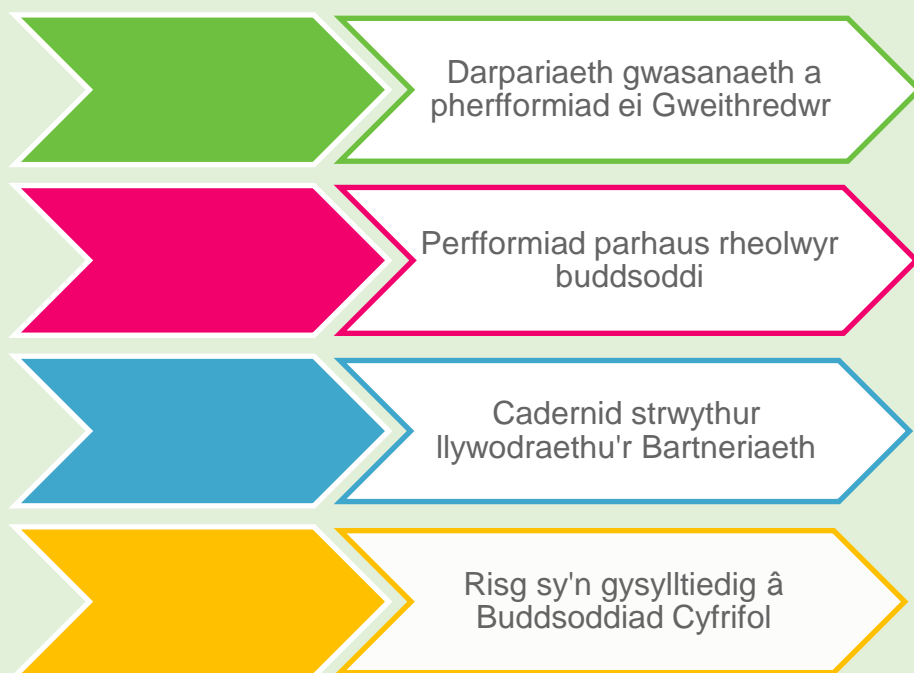 Darpariaeth gwasanaeth a
pherfformiad ei Gweithredwr
Perfformiad parhaus rheolwyr
buddsoddi
Cadernid strwythur
llywodraethu'r Bartneriaeth
Risg sy'n gysylltiedig â
Buddsoddiad Cyfrifol